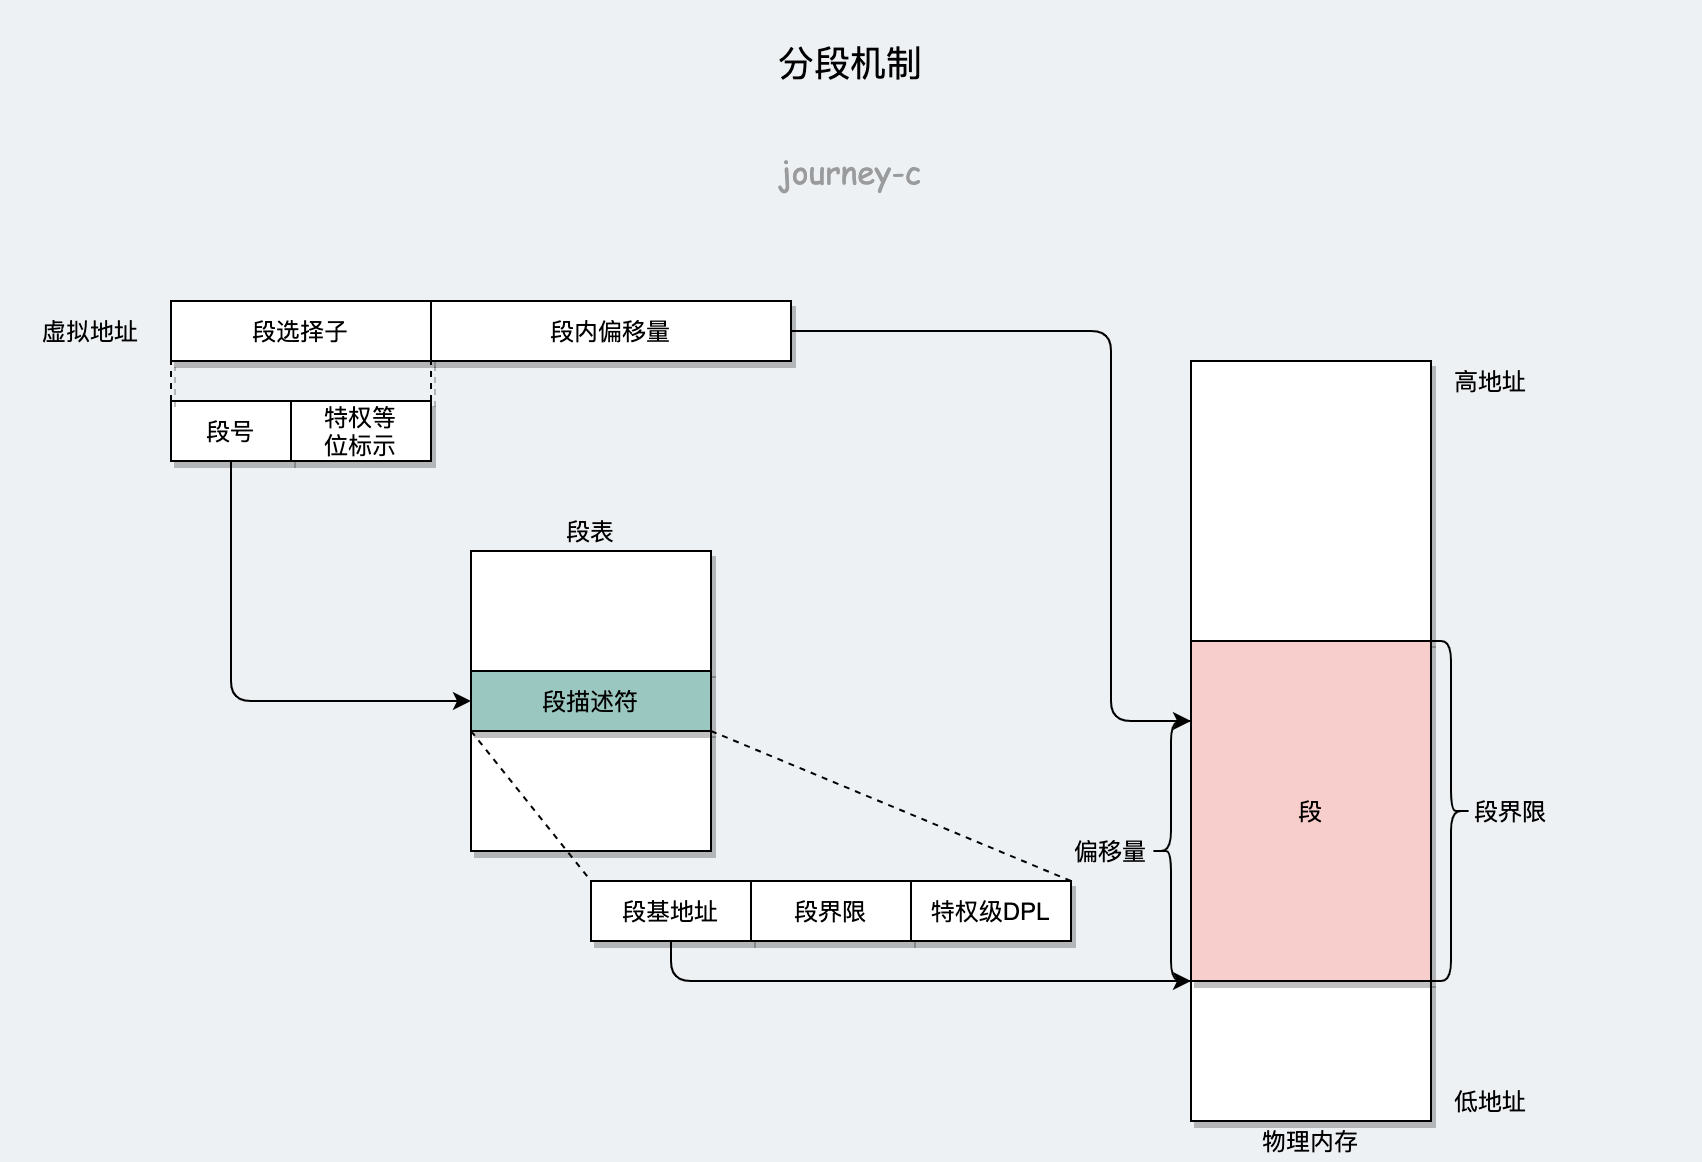 分段机制
journey-c
虚拟地址
段选择子
段内偏移量
高地址
段号
特权等
位标示
段表
段描述符
段
段界限
偏移量
段基地址
段界限
特权级DPL
低地址
物理内存